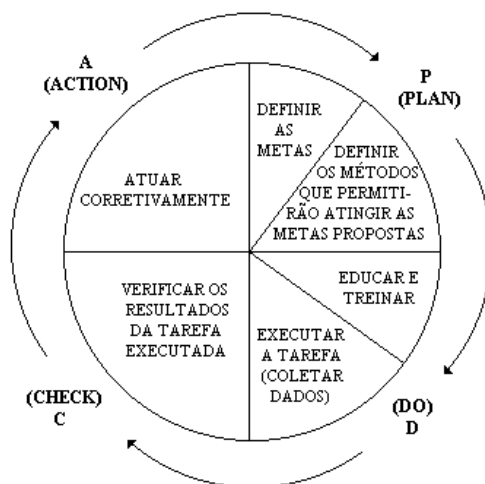 A
(ACTION)
P
(PLAN)
DEFINIR
AS
METAS
DEFINIR
OS MÉTODOS
QUE PERMITI-
RÃO ATINGIR AS
METAS PROPOSTAS
ATUAR
CORRETIVAMENTE
EDUCAR E
TREINAR
VERIFICAR OS
RESULTADOS
DA TAREFA
EXECUTADA
EXECUTAR
A TAREFA
(COLETAR
DADOS)
(CHECK)
C
(DO)
D